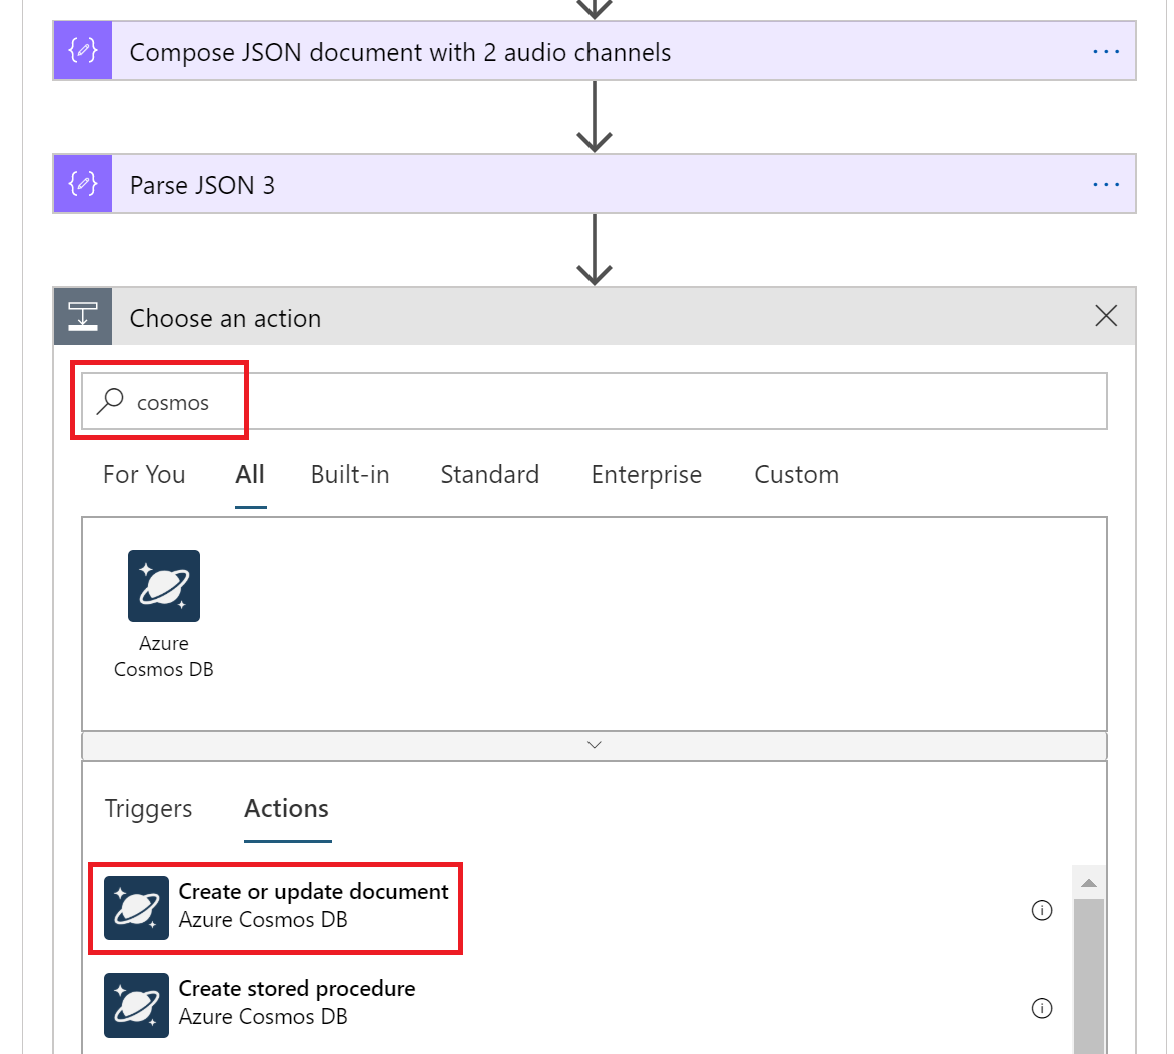 Compose JSON document with 2 audio channels
Parse JSON 3
Choose an action
cosmos
For You All Built-in Standard Enterprise Custom
Azure
Cosmos DB
Triggers Actions
Create or update document
Azure Cosmos DB
Create stored procedure
Azure Cosmos DB